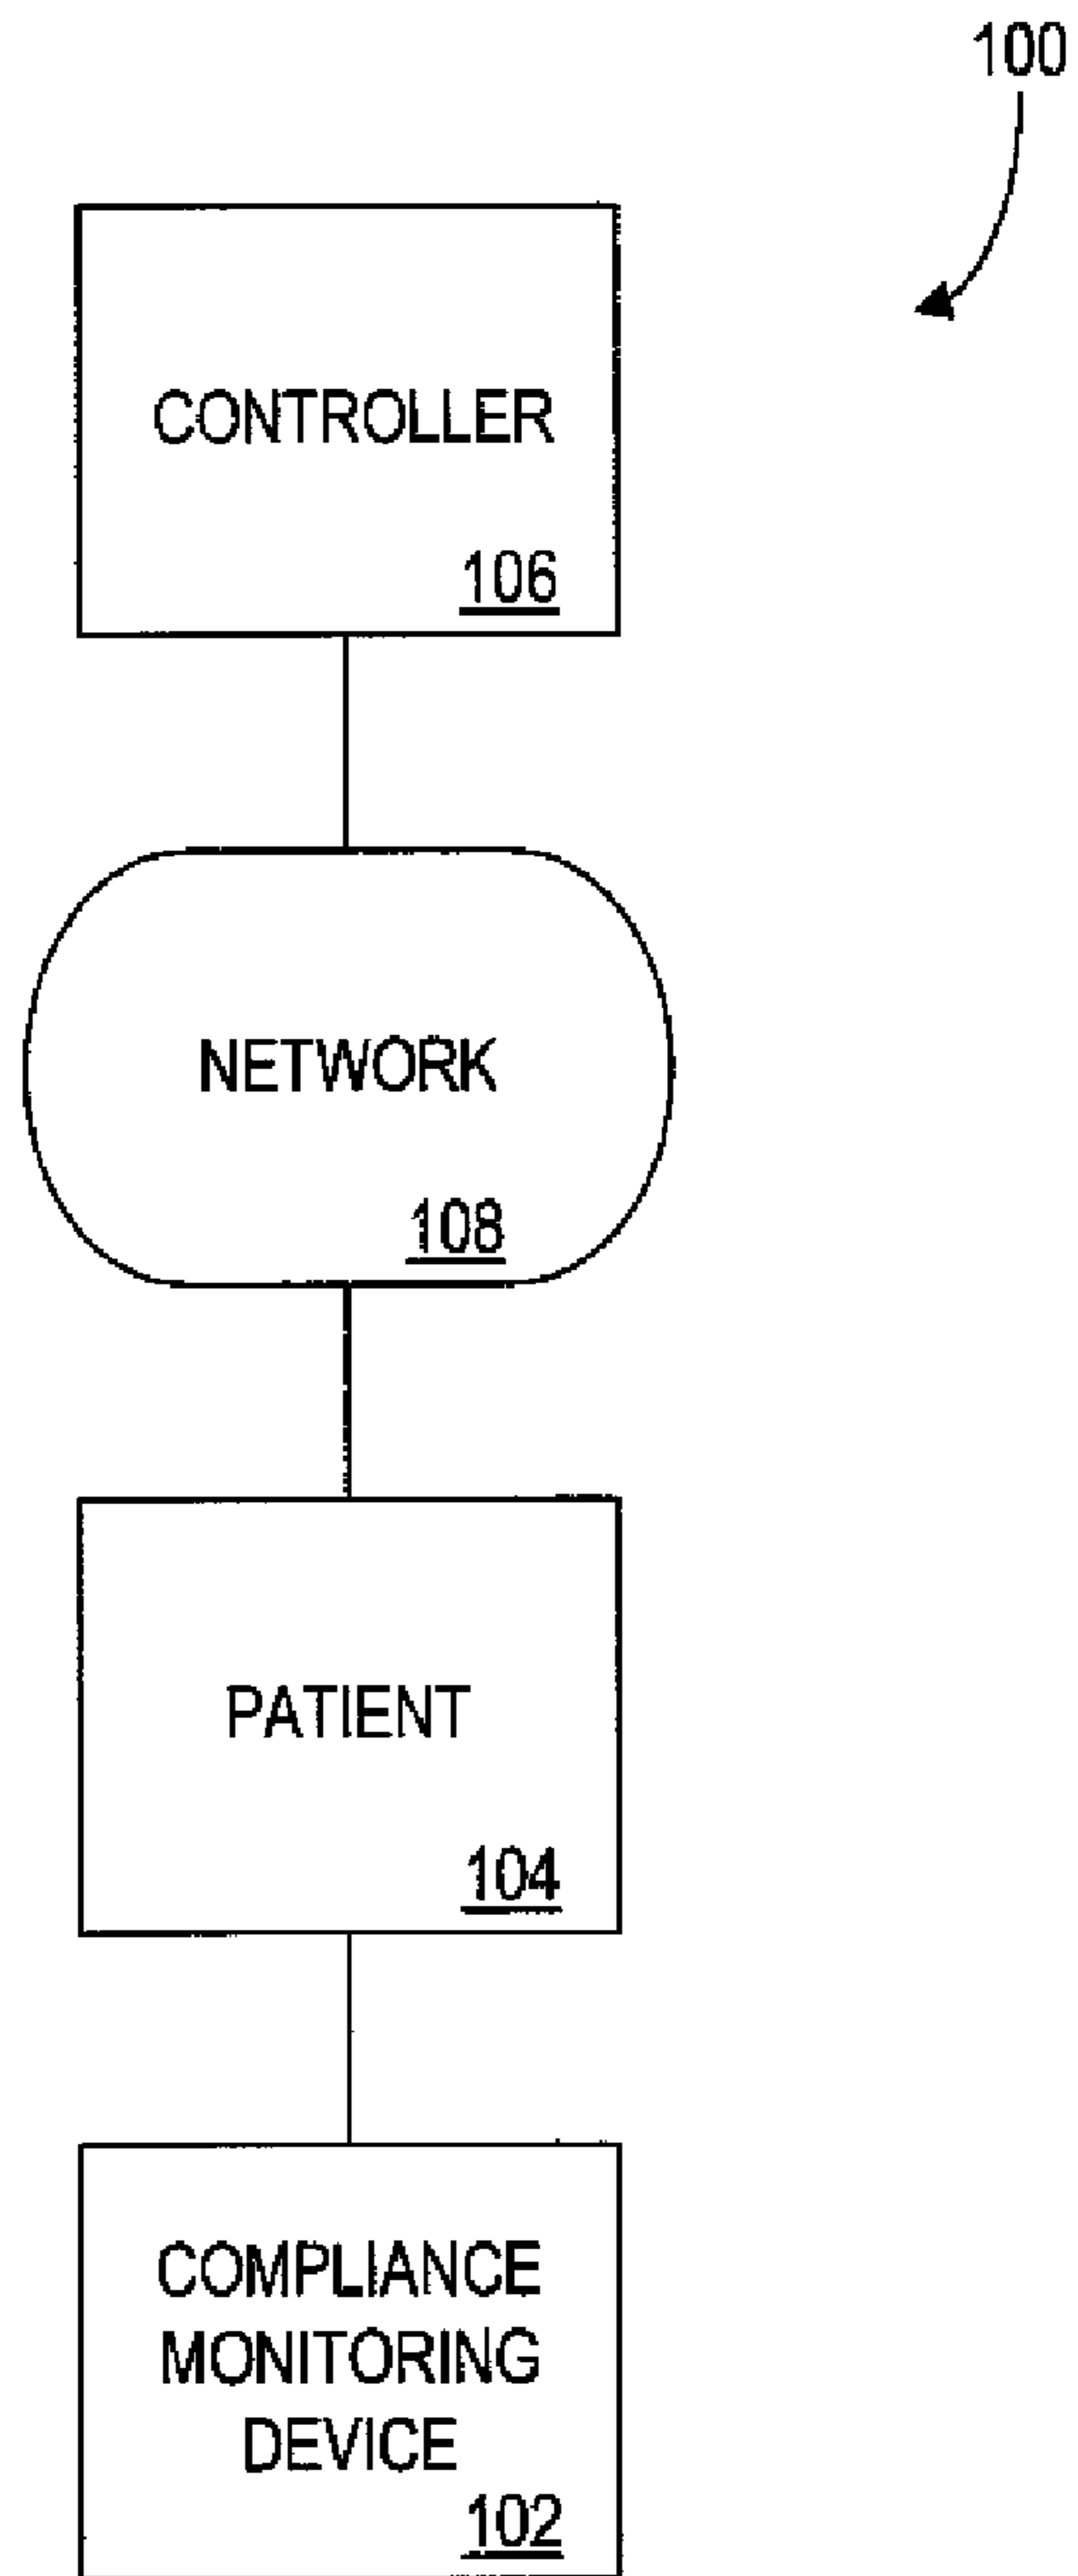 100
CONTROLLER
106
NETWORK
108
PATIENT
104
COMPLIANCE
MONITORING
DEVICE
102